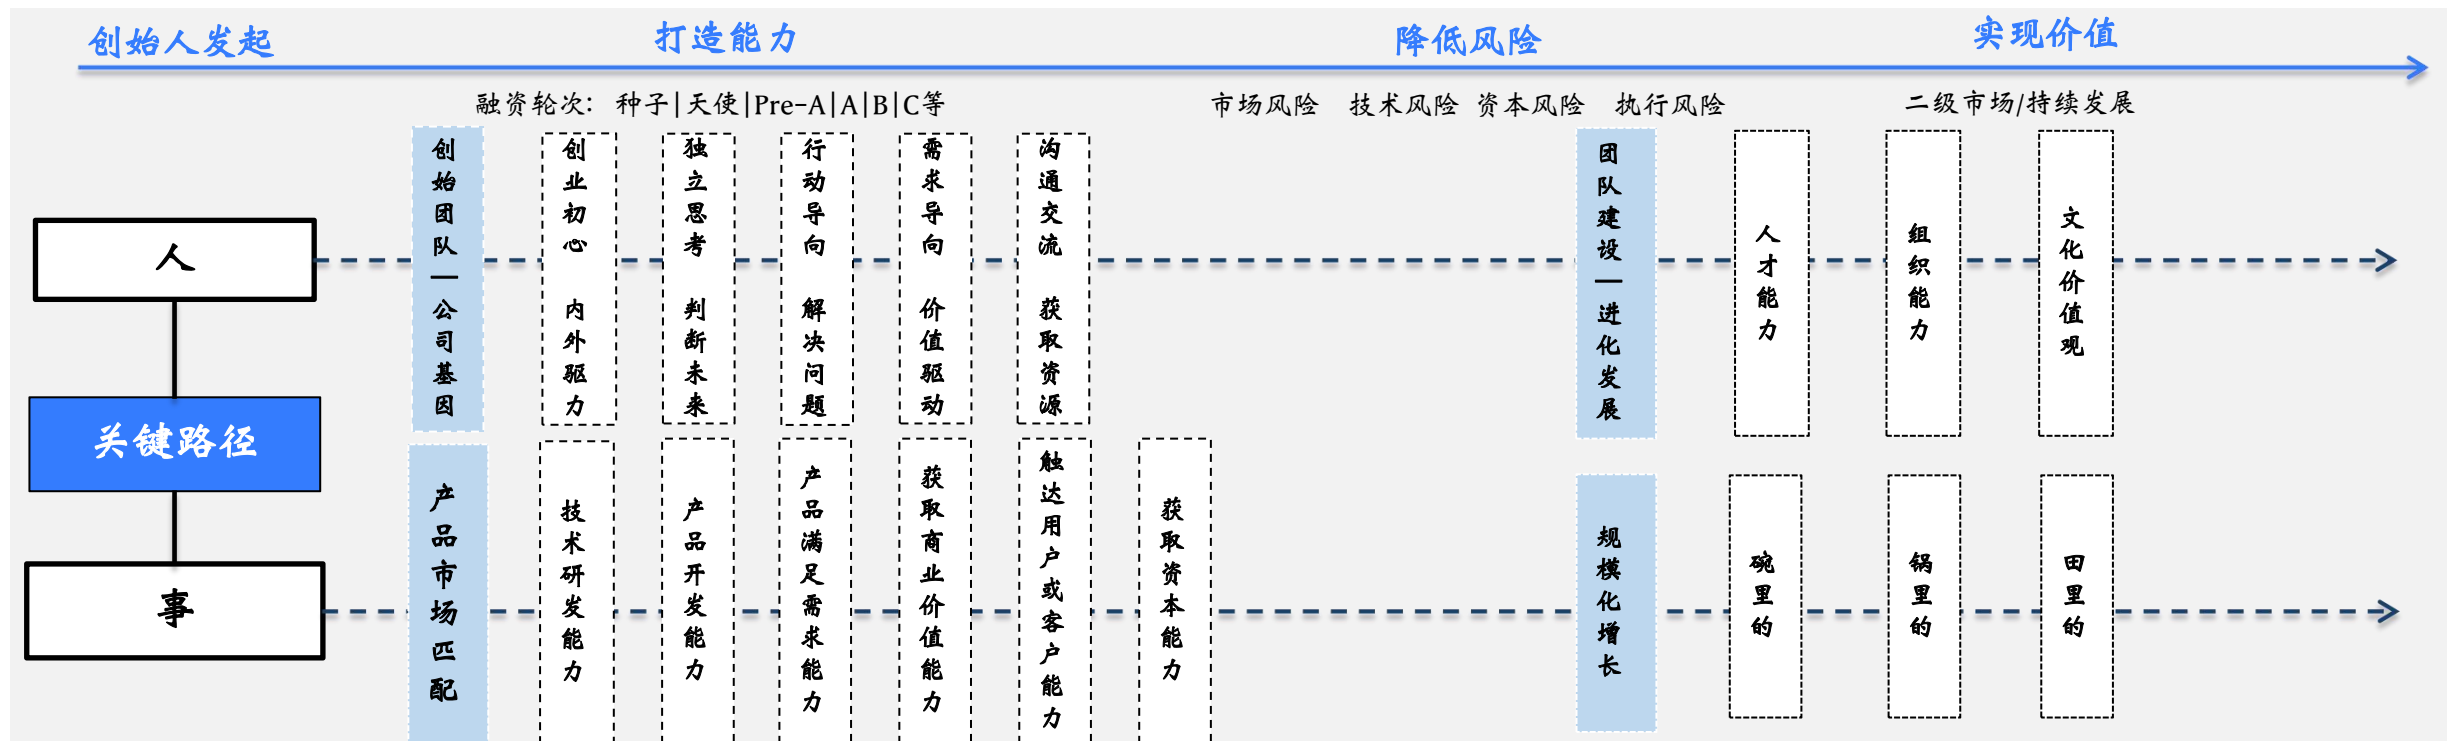 创始人发起
打造能力
降低风险
实现价值
融资轮次: 种子|天使|Pre-A|A|B|C等
市场风险 技术风险 资本风险 执行风险
二级市场/持续发展
人
创始团队—公司基因
创业初心 内外驱力
独立思考 判断未来
行动导向 解决问题
需求导向 价值驱动
沟通交流 获取资源
团队建设—进化发展
人才能力
组织能力
文化价值观
关键路径
事
产品市场匹配
技术研发能力
产品开发能力
产品满足需求能力
获取商业价值能力
触达用户或客户能力
获取资本能力
规模化增长
碗里的
锅里的
田里的